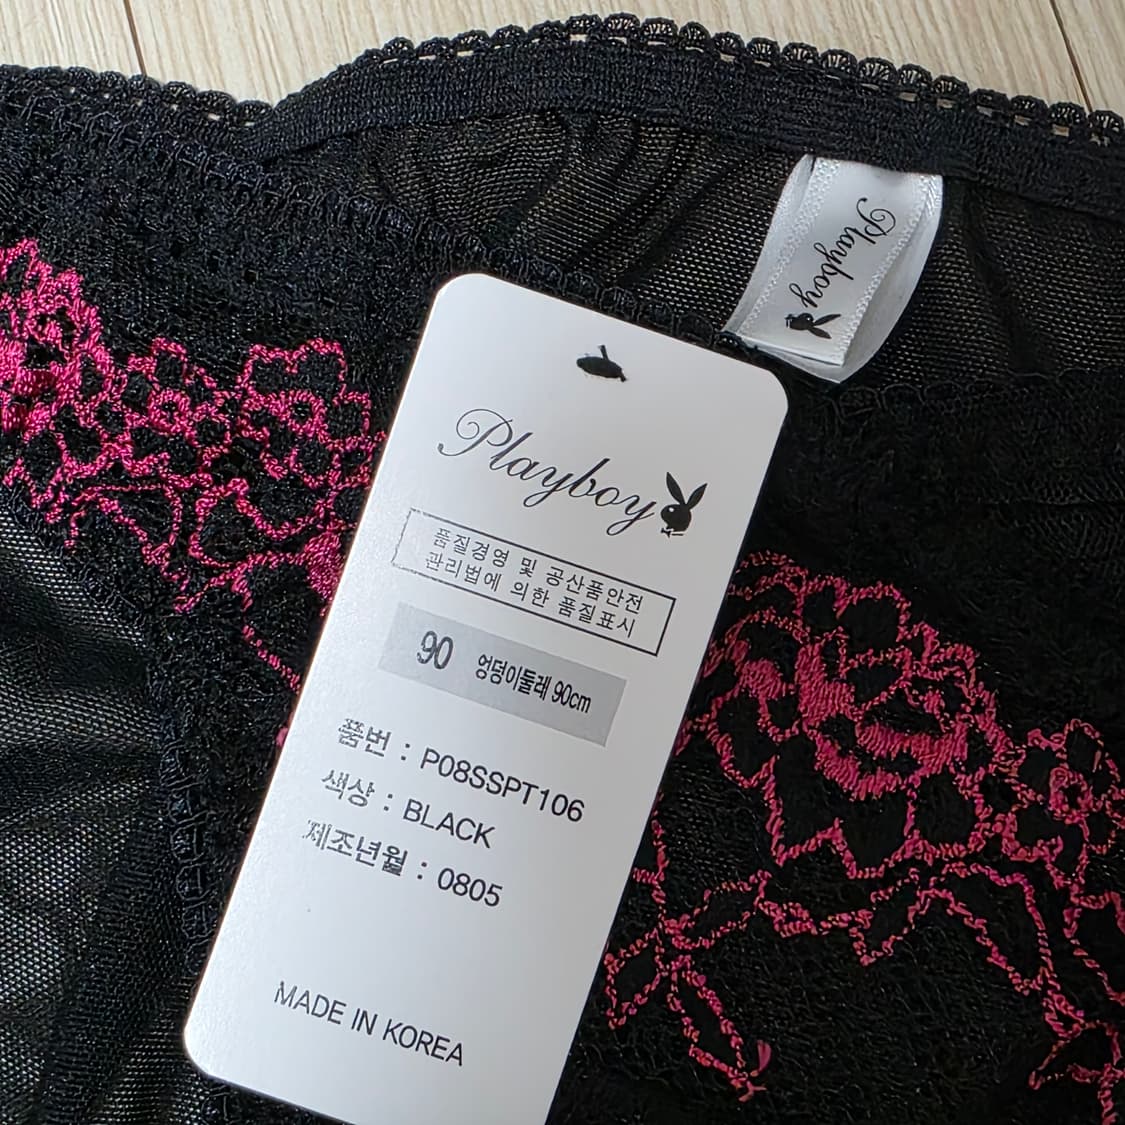 Playboy
Playboy
품질경영 및 공산품안전
관리법에 의한 품질표시
90 엉덩이둘레 90cm
품번 : P08SSPT106
색상 : BLACK
제조년월 : 0805
MADE IN KOREA